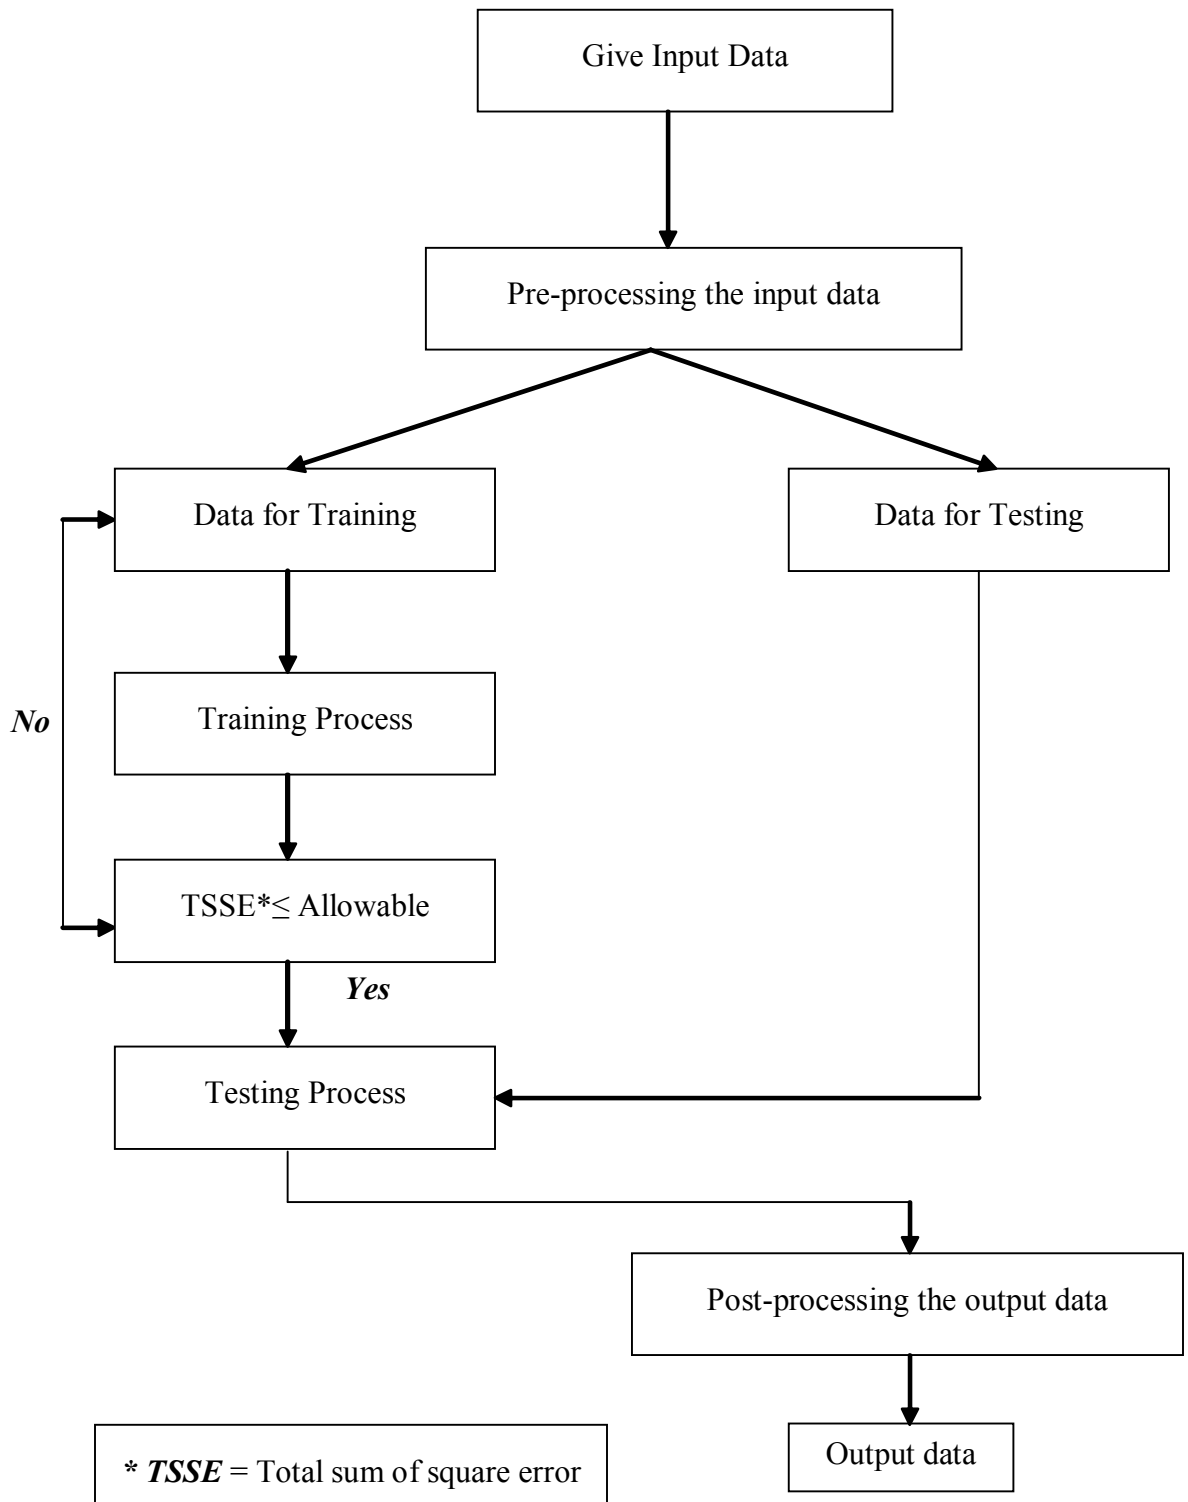 Give Input Data
Pre-processing the input data
Data for Training
Data for Testing
No
Training Process
TSSE*≤ Allowable
Yes
Testing Process
Post-processing the output data
Output data
* TSSE = Total sum of square error